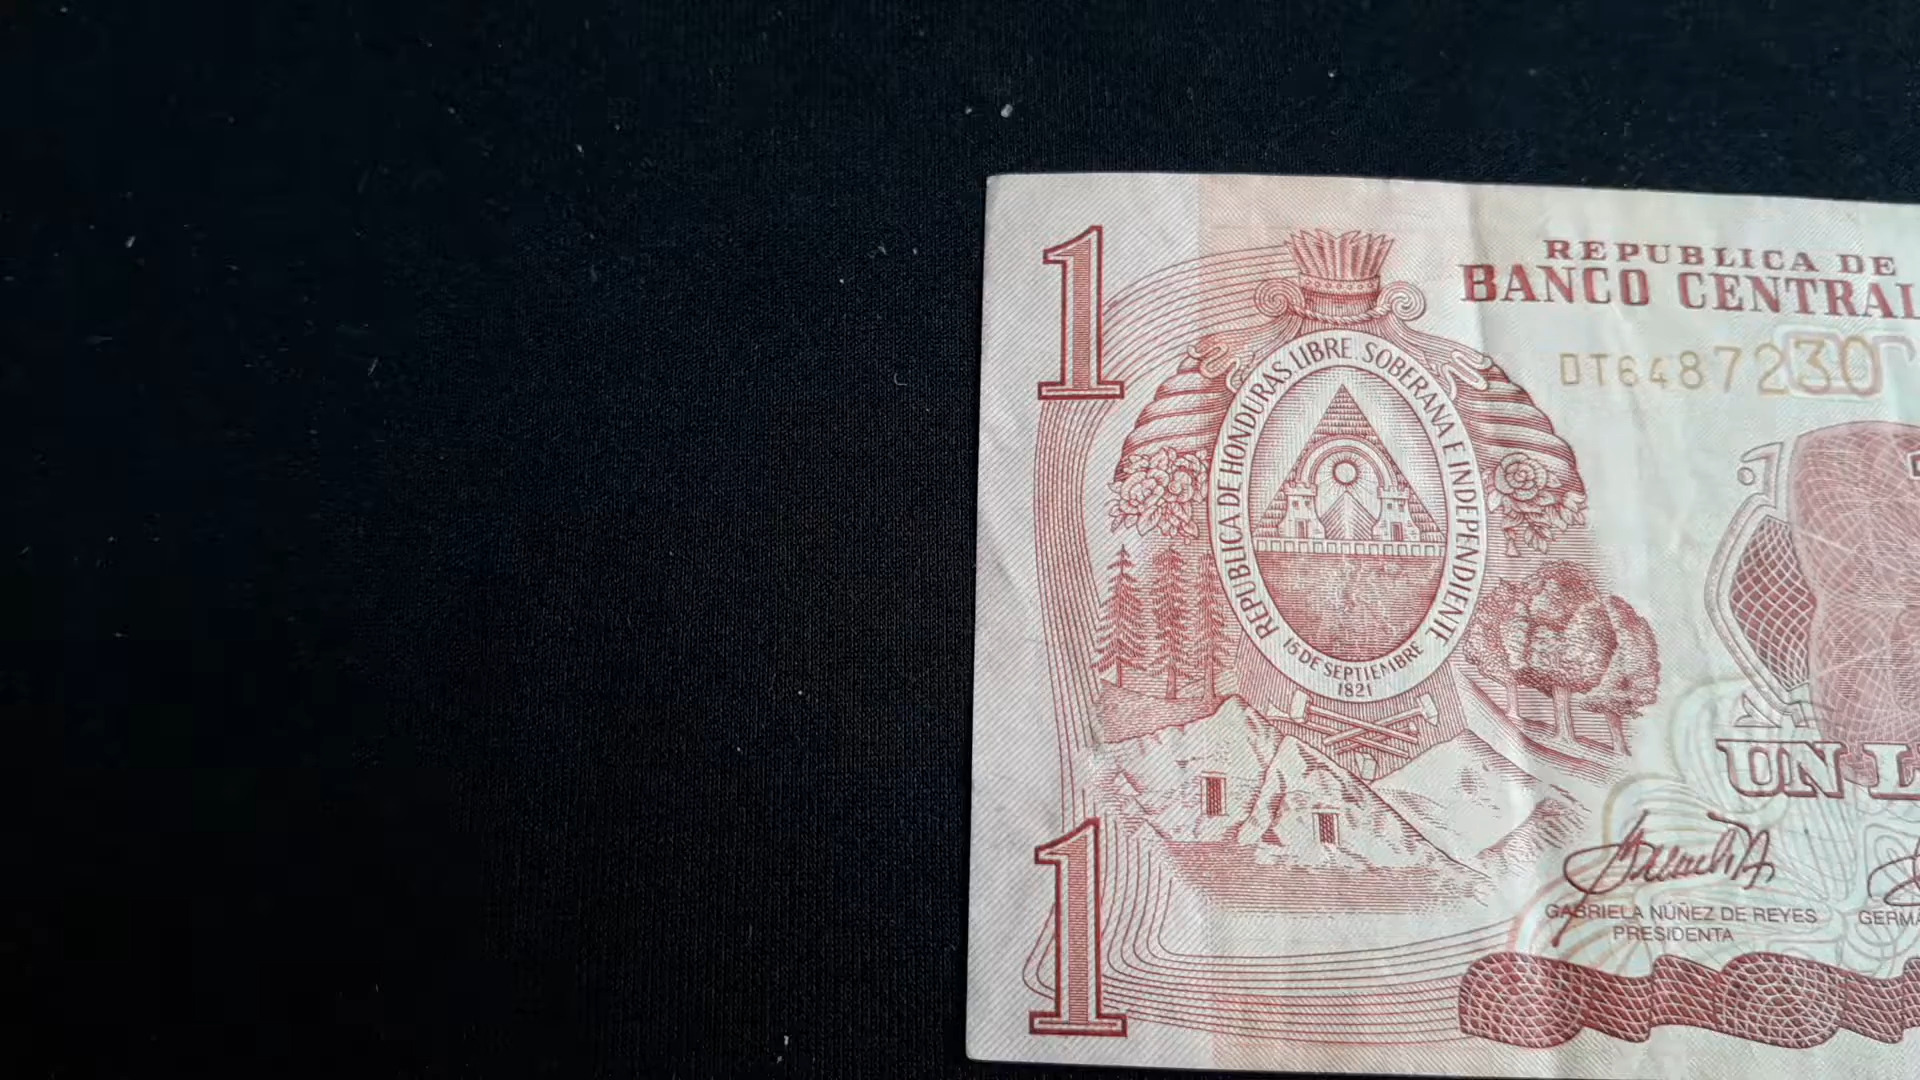 1
REPUBLICA DE
BANCO CENTRAL
DT6487230
REPUBLICA DE HONDURAS, LIBRE, SOBERANA E INDEPENDIENTE
15 DE SEPTIEMBRE
1821
UN L
GABRIELA NÚÑEZ DE REYES
PRESIDENTA
GERMA
1